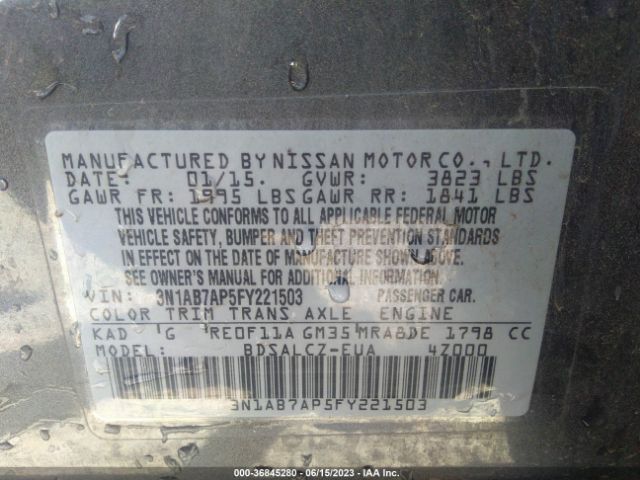 MANUFACTURED BY NISSAN MOTOR CO., LTD.
DATE: 01/15. GVWR: 3823 LBS
GAWR FR: 1995 LBS GAWR RR: 1841 LBS
THIS VEHICLE CONFORMS TO ALL APPLICABLE FEDERAL MOTOR
VEHICLE SAFETY, BUMPER AND THEFT PREVENTION STANDARDS
IN EFFECT ON THE DATE OF MANUFACTURE SHOWN ABOVE.
SEE OWNER'S MANUAL FOR ADDITIONAL INFORMATION.
VIN: 3N1AB7AP5FY221503 PASSENGER CAR.
COLOR TRIM TRANS AXLE ENGINE
KAD G RE0F11A GM35 MRA8DE 1798 CC
MODEL: BDSALCZ-EUA 4Z000
3N1AB7AP5FY221503
000-36845280 - 06/15/2023 - IAA Inc.